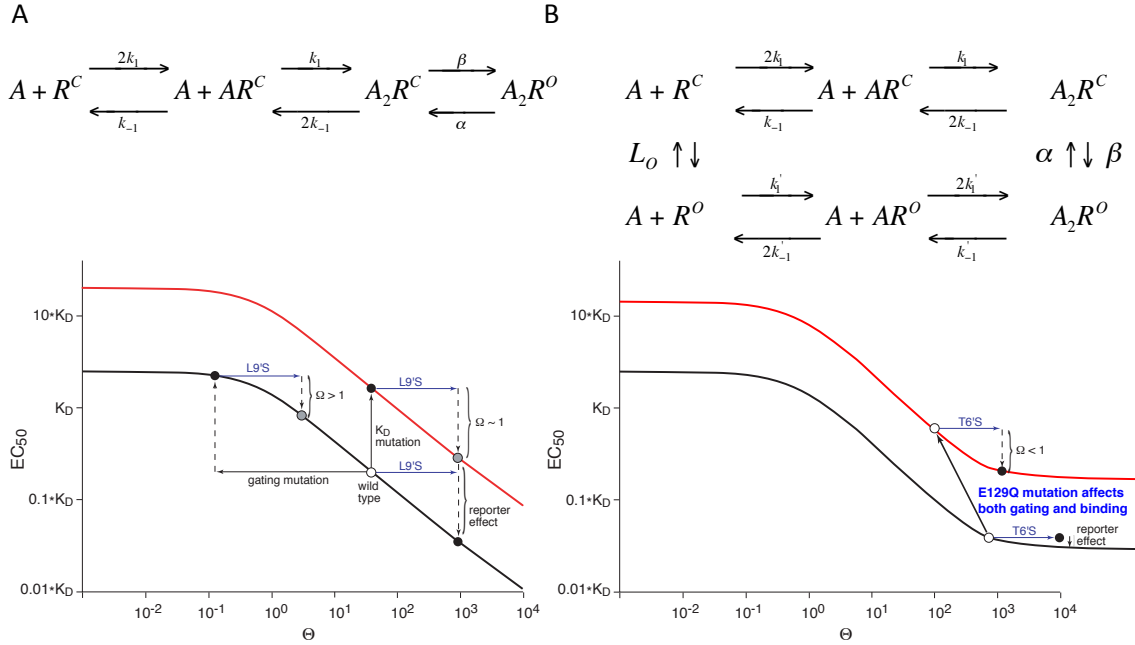 A
A + R^C ⇌ A + AR^C ⇌ A_2R^C ⇌ A_2R^O
2k_1 k_1 β
k_{-1} 2k_{-1} α
EC_50
10*K_D
K_D
0.1*K_D
0.01*K_D
L9'S
Ω > 1
gating mutation
K_D
mutation
wild
type
L9'S
L9'S
Ω ~ 1
reporter
effect
10^-2 10^-1 10^0 10^1 10^2 10^3 10^4
Θ
B
2k_1 k_1
A + R^C ⇌ A + AR^C ⇌ A_2R^C
k_{-1} 2k_{-1}
L_O ↑↓ α ↑↓ β
k_1' 2k_1'
A + R^O ⇌ A + AR^O ⇌ A_2R^O
2k_{-1}' k_{-1}'
EC_50
10*K_D
K_D
0.1*K_D
0.01*K_D
T6'S
Ω < 1
E129Q mutation affects
both gating and binding
T6'S
reporter
effect
10^-2 10^-1 10^0 10^1 10^2 10^3 10^4
Θ